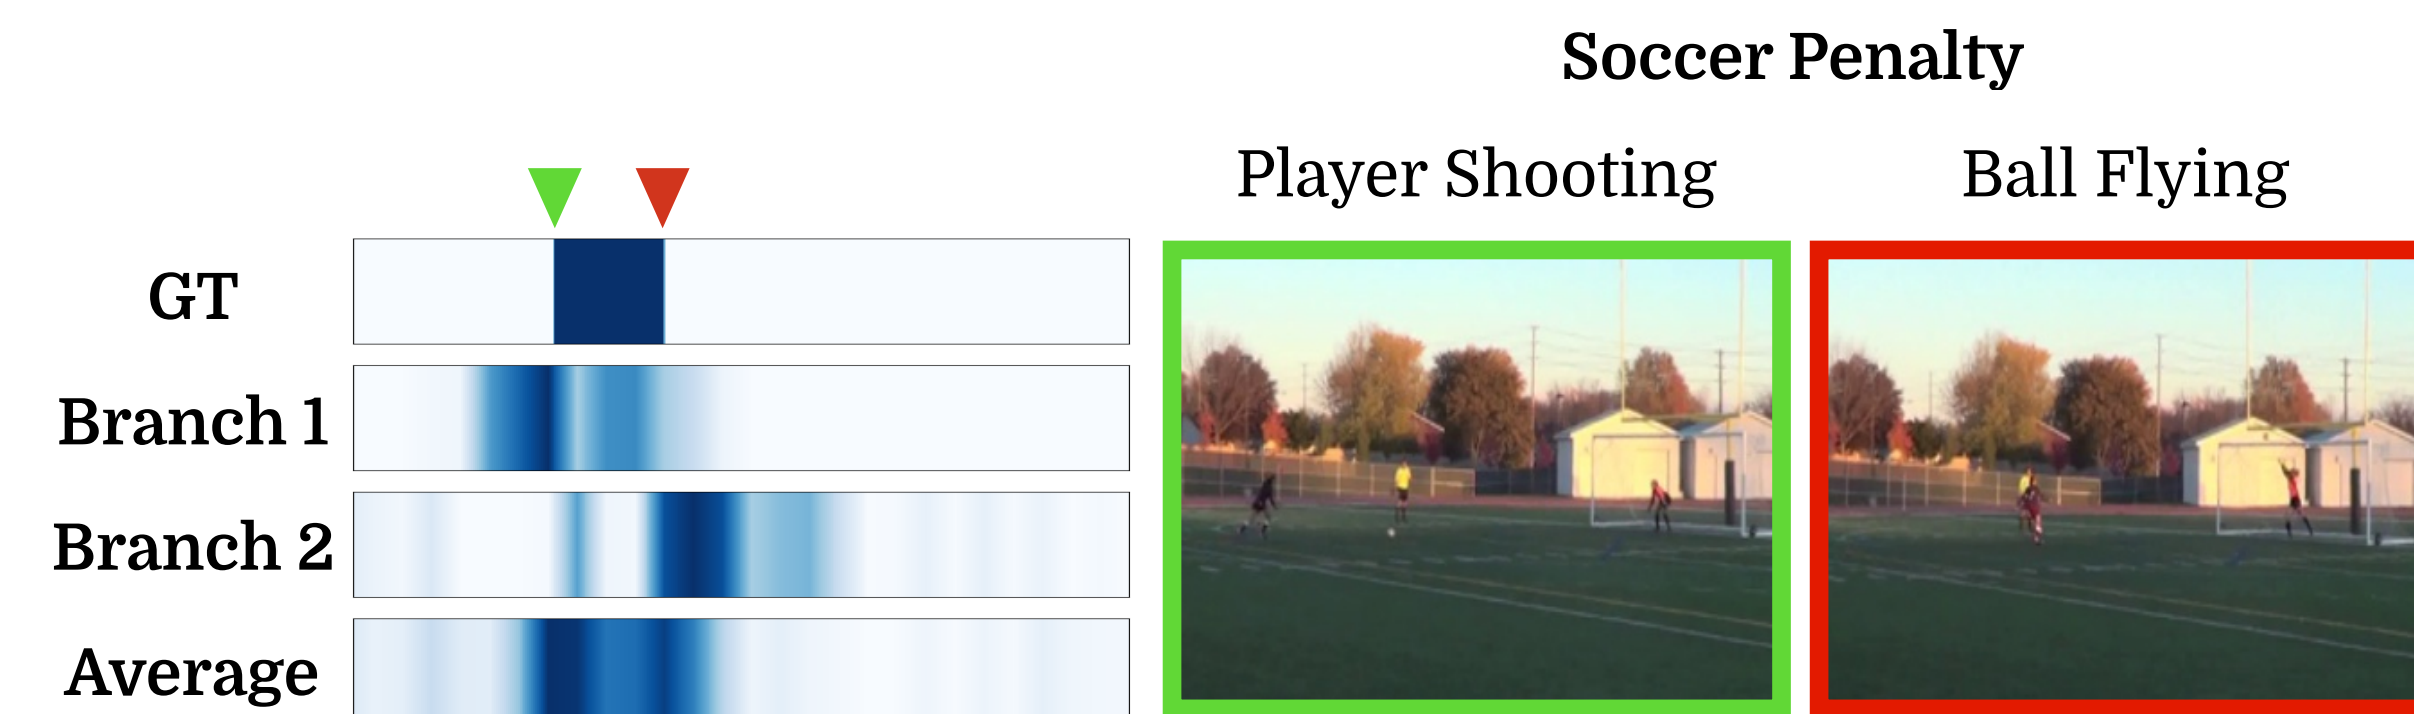 Soccer Penalty
Player Shooting
Ball Flying
GT
Branch 1
Branch 2
Average